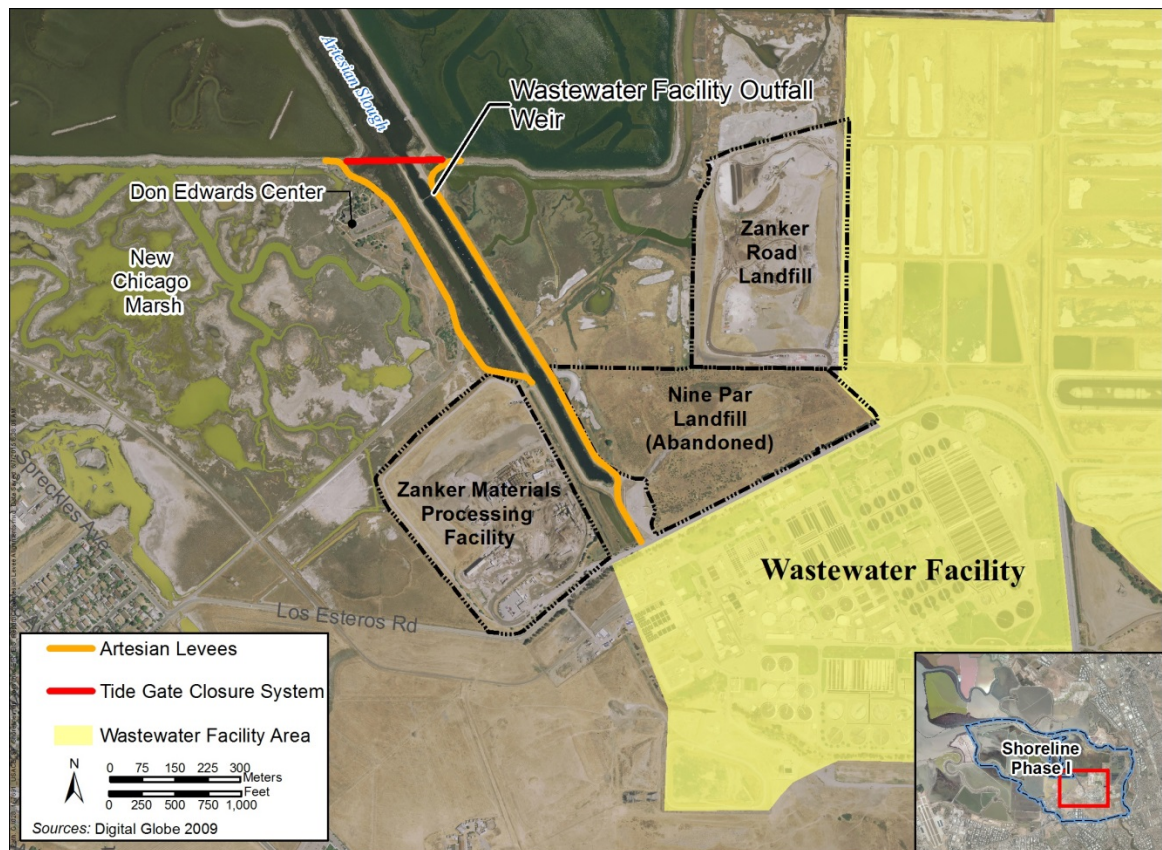 Artesian Slough
Wastewater Facility Outfall
Weir
Don Edwards Center
New
Chicago
Marsh
Zanker
Road
Landfill
Nine Par
Landfill
(Abandoned)
Zanker Materials
Processing
Facility
Wastewater Facility
Spreckles Ave
Los Esteros Rd
Artesian Levees
Tide Gate Closure System
Wastewater Facility Area
N
0 75 150 225 300
Meters
Feet
0 250 500 750 1,000
Sources: Digital Globe 2009
Shoreline
Phase I